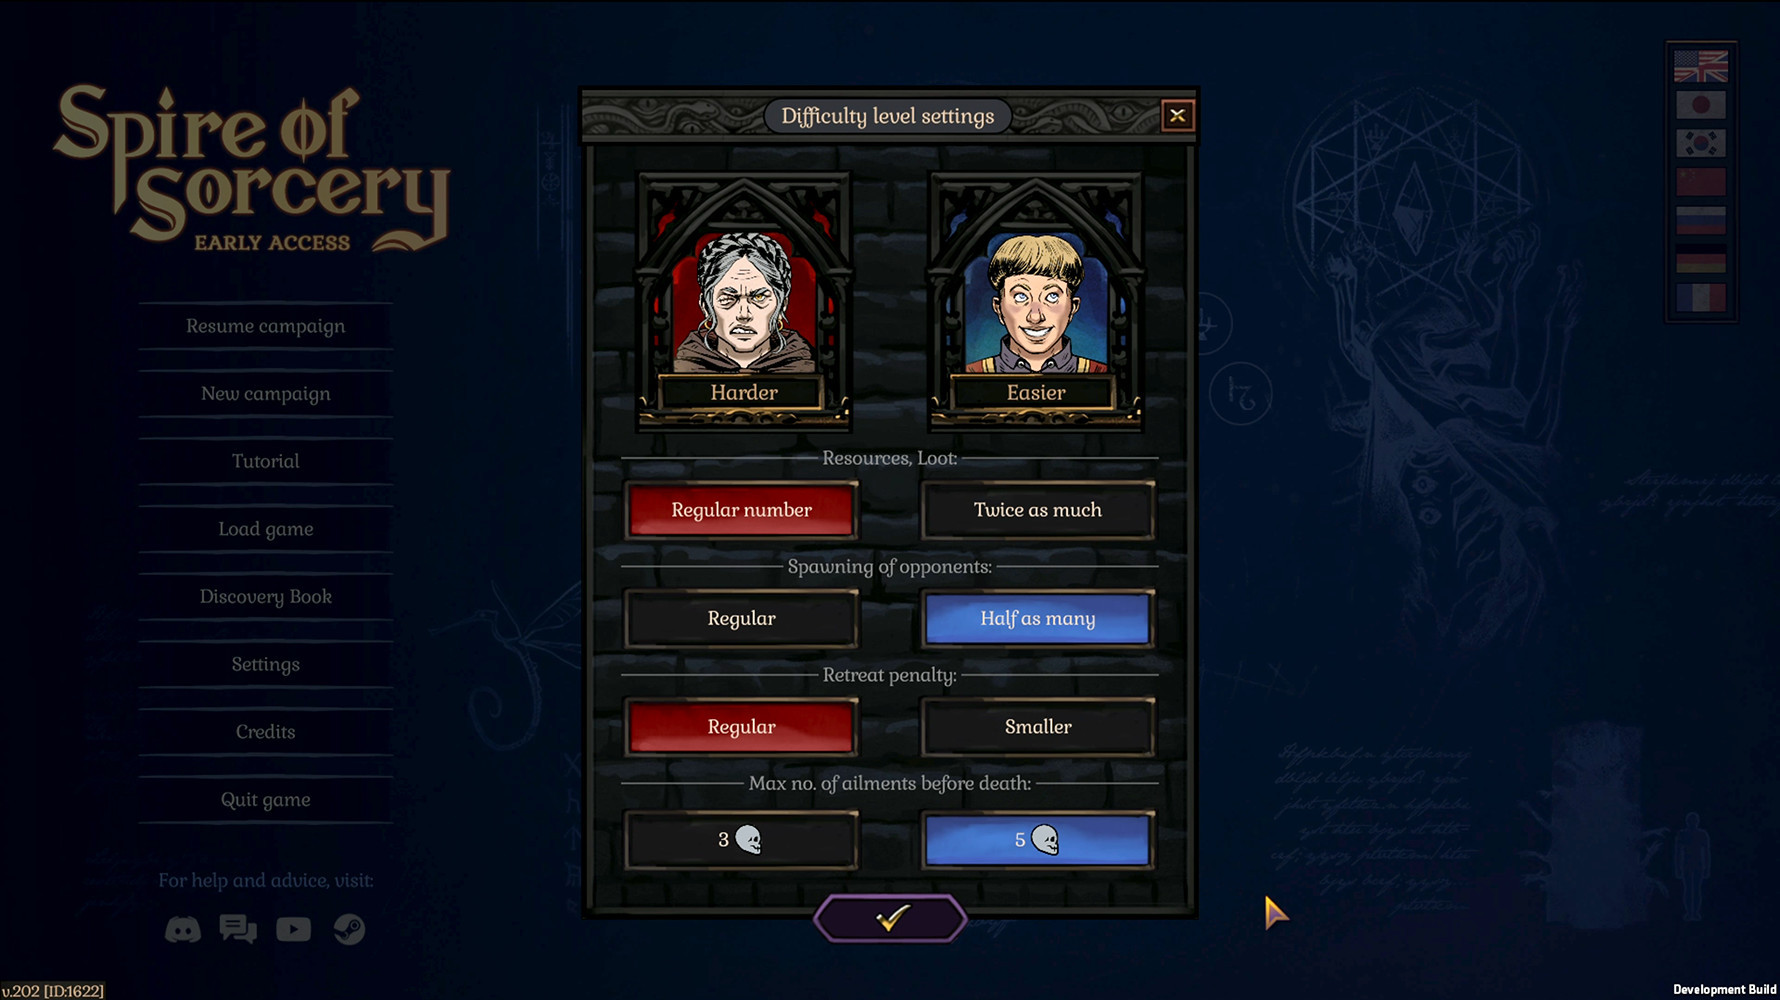 Spire of
Sorcery
EARLY ACCESS
Resume campaign
New campaign
Tutorial
Load game
Discovery Book
Settings
Credits
Quit game
For help and advice, visit:
v.202 [ID:1622]
Difficulty level settings
Harder
Easier
Resources, Loot:
Regular number
Twice as much
Spawning of opponents:
Regular
Half as many
Retreat penalty:
Regular
Smaller
Max no. of ailments before death:
3
5
Development Build